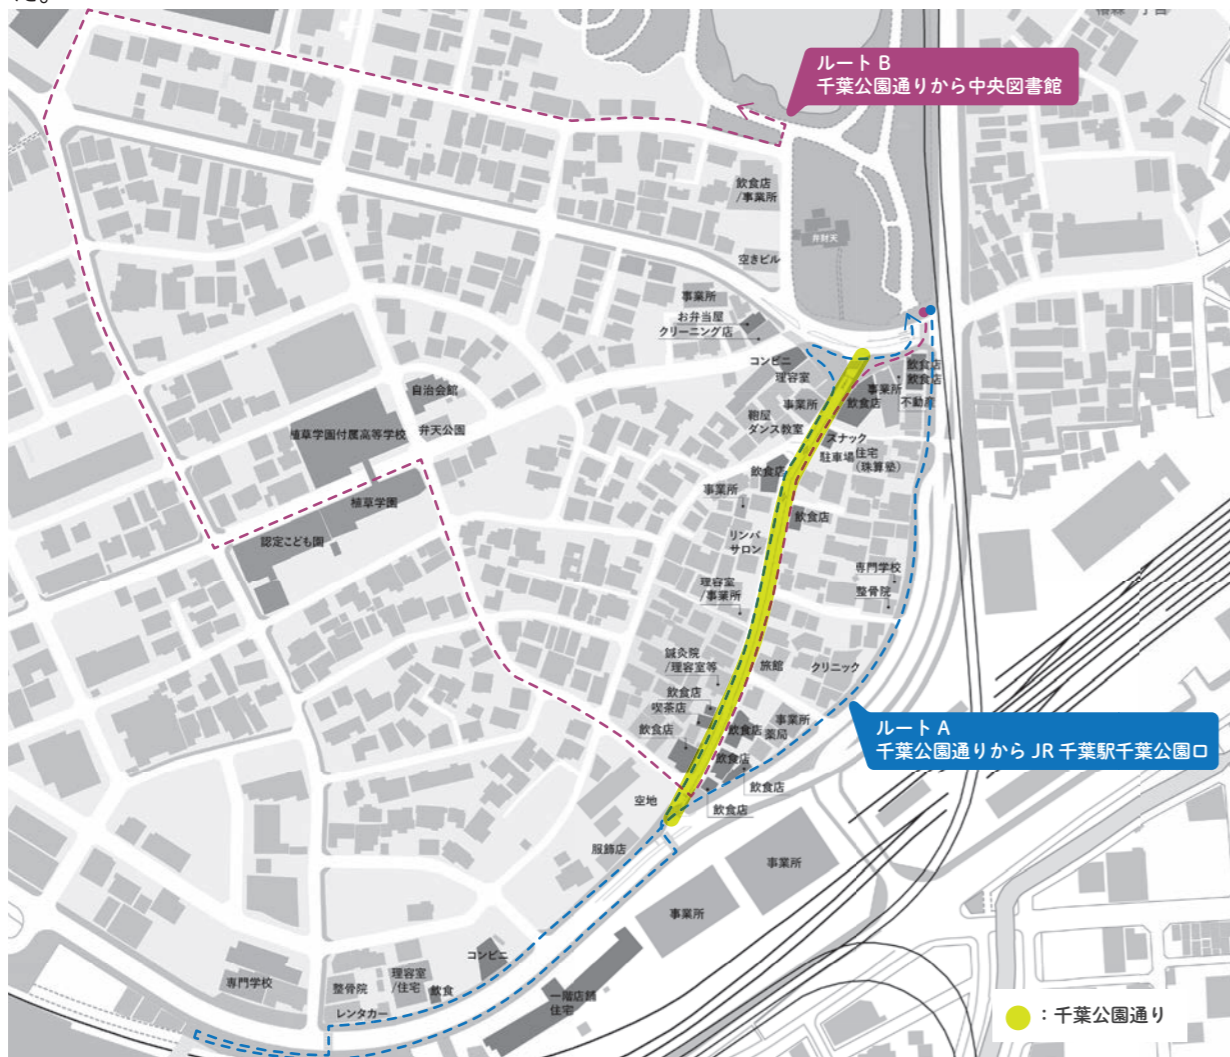 た。
ルート B
千葉公園通りから中央図書館
飲食店
/事業所
弁財天
空きビル
事業所
お弁当屋
クリーニング店
コンビニ
理容室
飲食店
飲食店
事業所
不動産
飲食店
事業所
鞄屋
ダンス教室
スナック
駐車場
住宅
(珠算塾)
自治会館
弁天公園
植草学園付属高等学校
植草学園
認定こども園
飲食店
事業所
飲食店
リンパ
サロン
専門学校
整骨院
理容室
/事業所
鍼灸院
/理容室等
旅館
クリニック
飲食店
喫茶店
飲食店
飲食店
事業所
薬局
飲食店
飲食店
飲食店
ルート A
千葉公園通りから JR 千葉駅千葉公園口
空地
服飾店
事業所
事業所
コンビニ
専門学校
整骨院
理容室
/住宅
飲食
レンタカー
一階店舗
住宅
:千葉公園通り